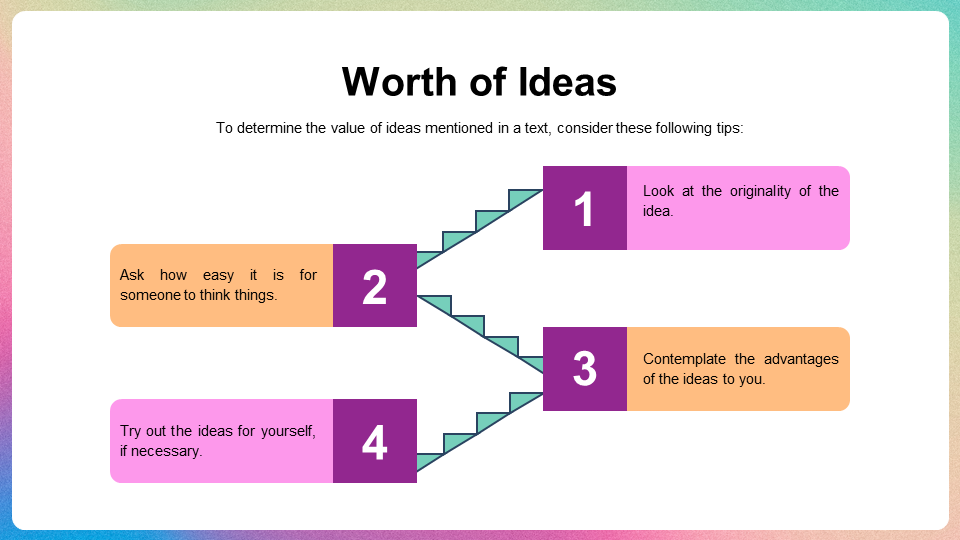 Worth of Ideas
To determine the value of ideas mentioned in a text, consider these following tips:
1
Look at the originality of the
idea.
2
Ask how easy it is for
someone to think things.
3
Contemplate the advantages
of the ideas to you.
4
Try out the ideas for yourself,
if necessary.